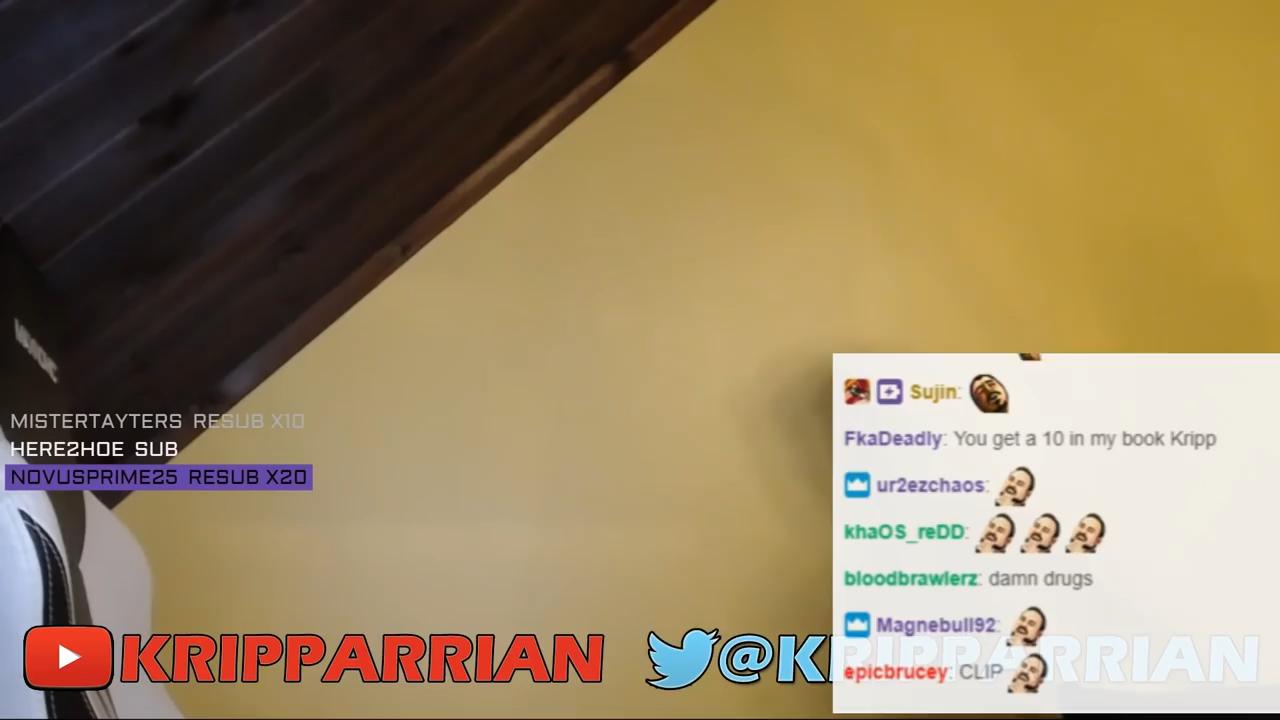 MISTERTAYTERS RESUB X10
HERE2HOE SUB
NOVUSPRIME25 RESUB X20
Sujin:
FkaDeadly: You get a 10 in my book Kripp
ur2ezchaos:
khaOS_reDD:
bloodbrawlerz: damn drugs
Magnebull92:
epicbrucey: CLIP
KRIPPARRIAN @KRIPPARRIAN